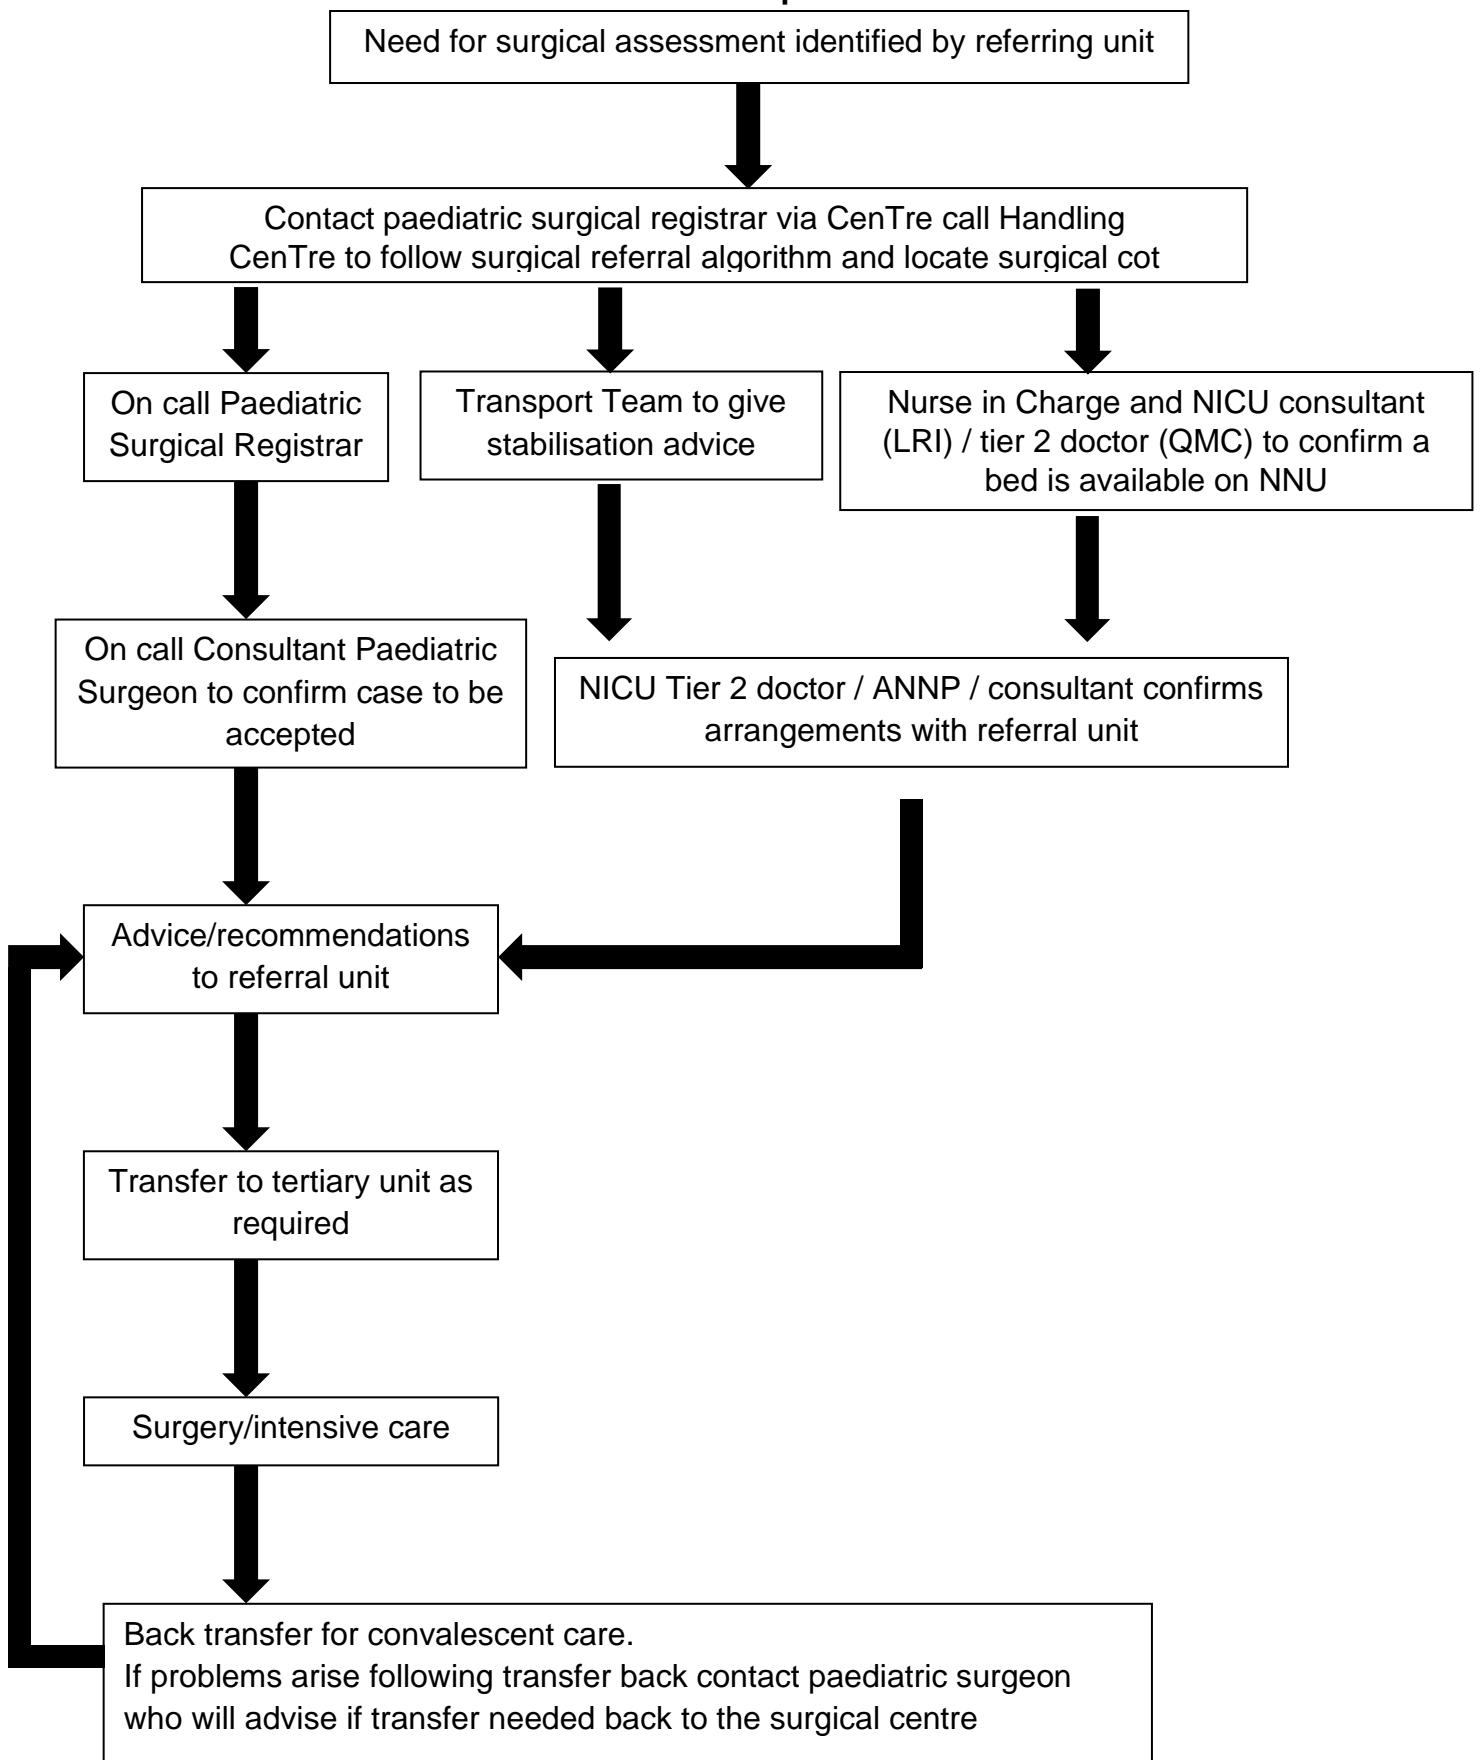 Need for surgical assessment identified by referring unit
Contact paediatric surgical registrar via CenTre call Handling
CenTre to follow surgical referral algorithm and locate surgical cot
On call Paediatric
Surgical Registrar
Transport Team to give
stabilisation advice
Nurse in Charge and NICU consultant
(LRI) / tier 2 doctor (QMC) to confirm a
bed is available on NNU
On call Consultant Paediatric
Surgeon to confirm case to be
accepted
NICU Tier 2 doctor / ANNP / consultant confirms
arrangements with referral unit
Advice/recommendations
to referral unit
Transfer to tertiary unit as
required
Surgery/intensive care
Back transfer for convalescent care.
If problems arise following transfer back contact paediatric surgeon
who will advise if transfer needed back to the surgical centre